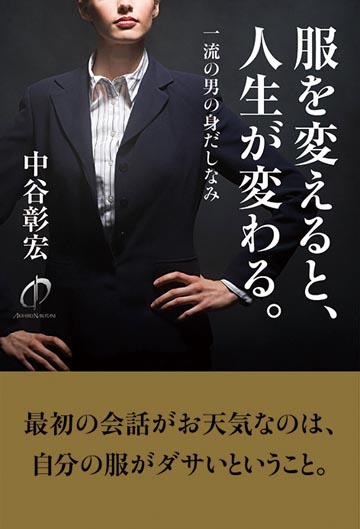 服を変えると、
人生が変わる。
一流の男の身だしなみ
中谷彰宏
AKIHIRO NAKATANI
最初の会話がお天気なのは、
自分の服がダサいということ。